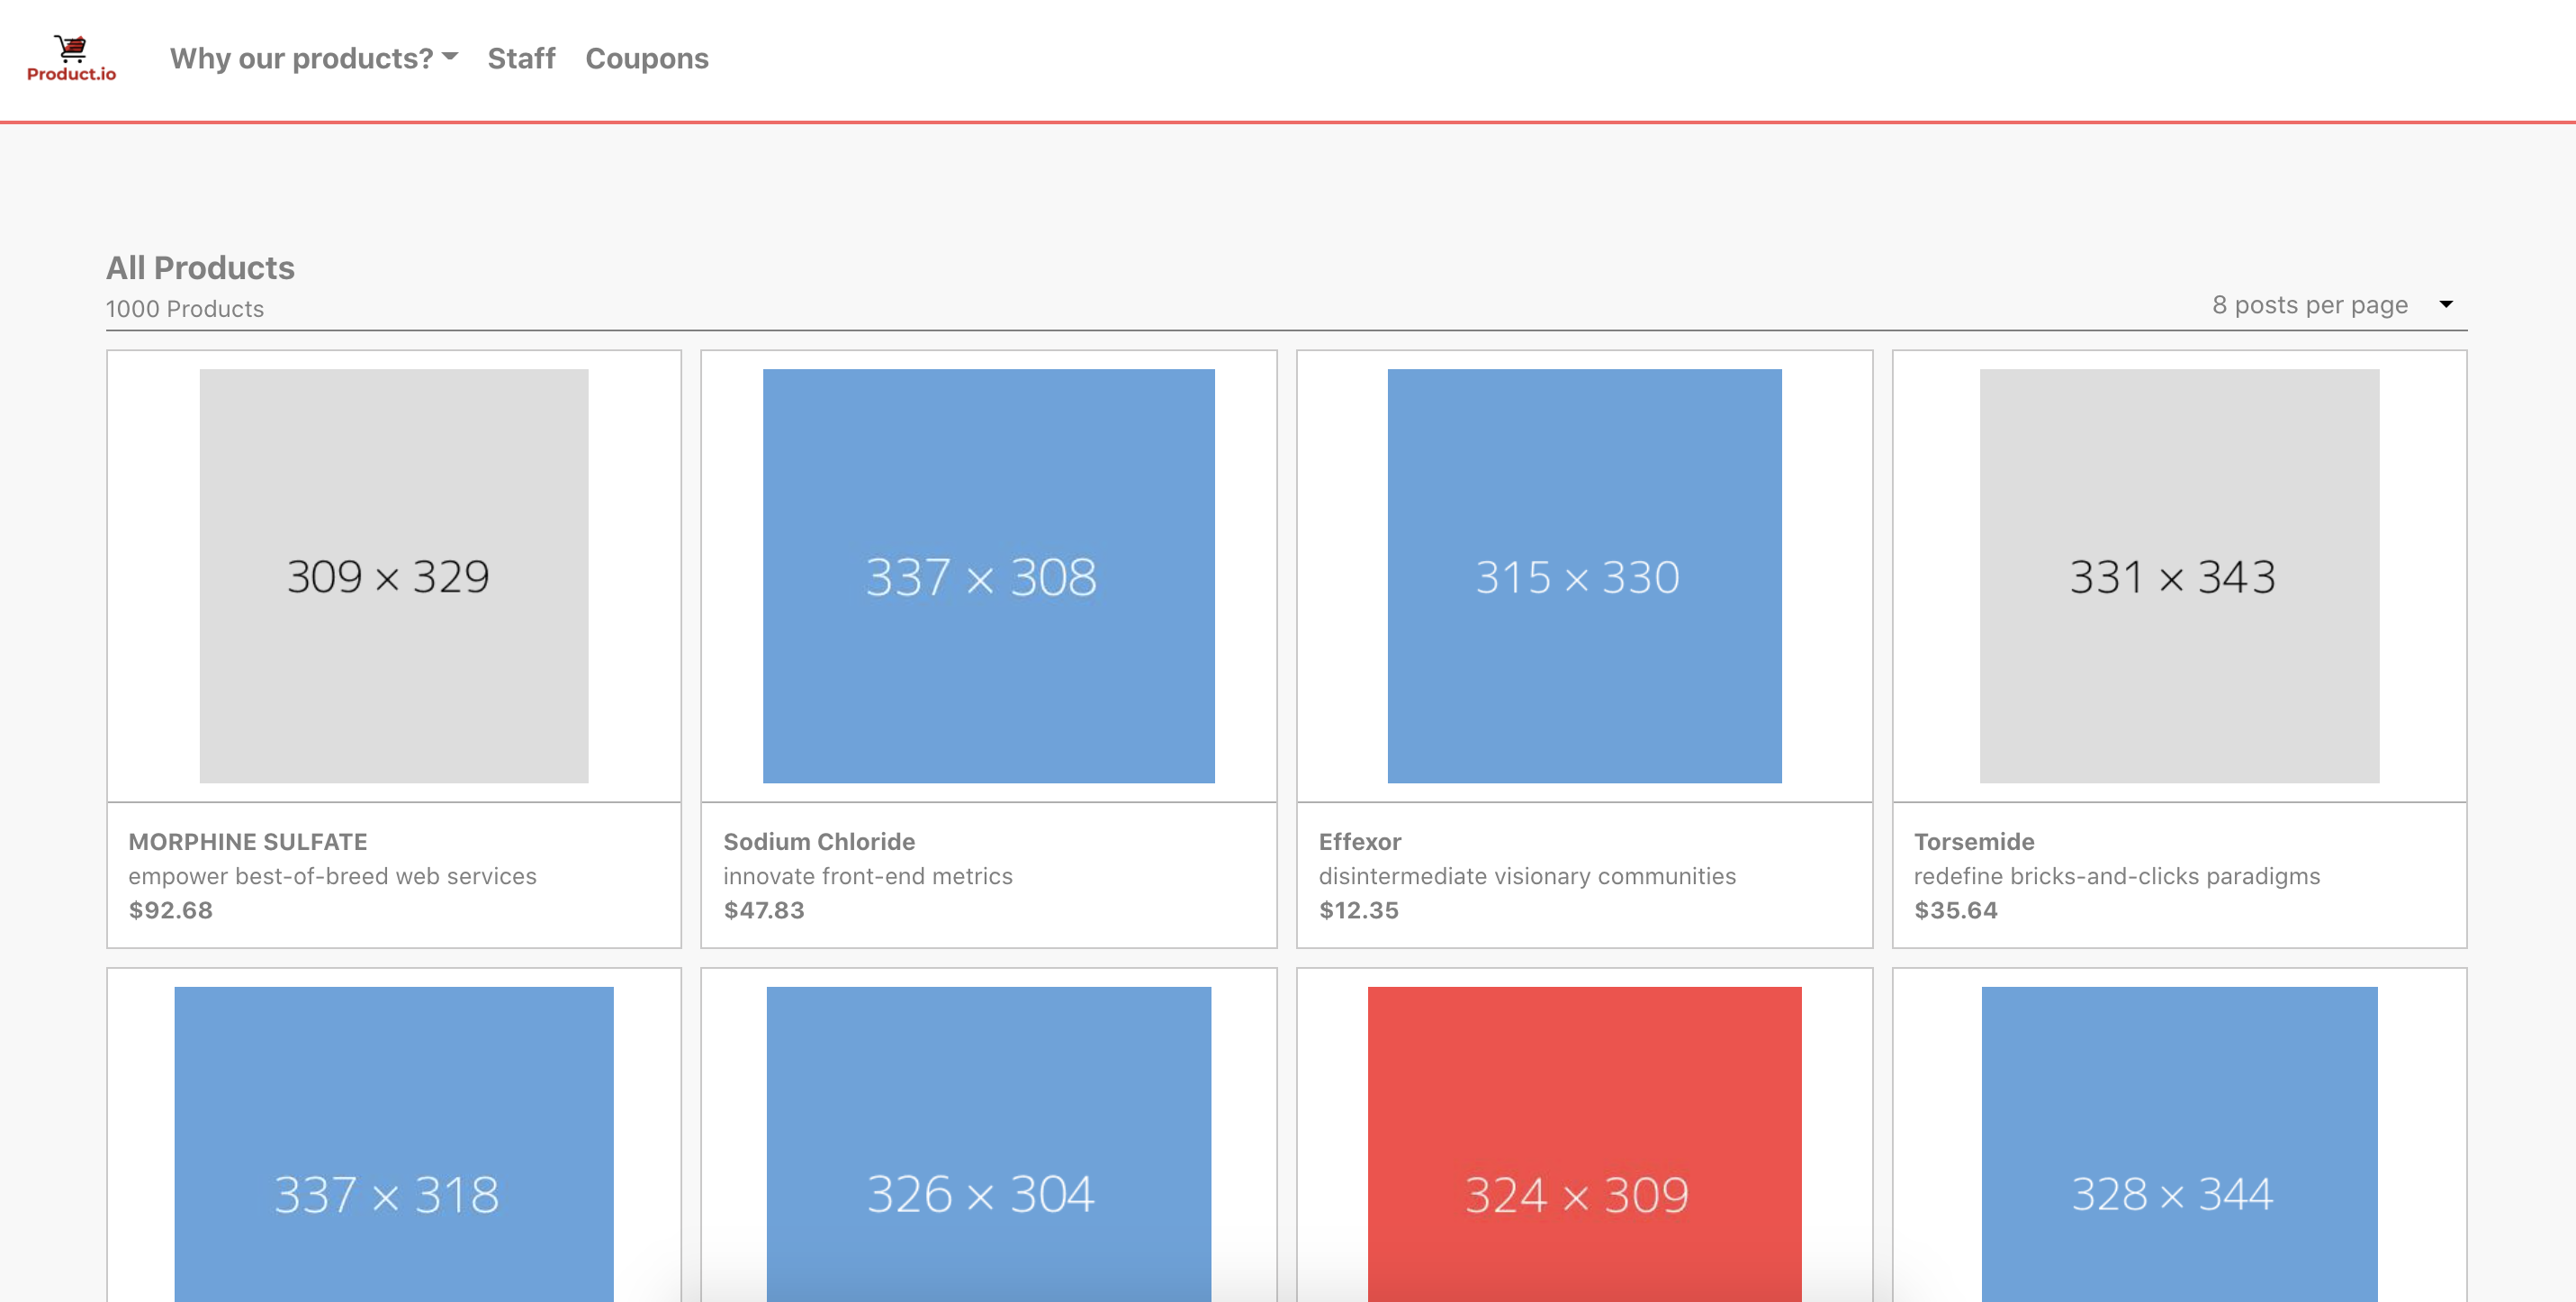 Product.io
Why our products? Staff Coupons
All Products
1000 Products
8 posts per page
309 × 329
337 × 308
315 × 330
331 × 343
MORPHINE SULFATE
empower best-of-breed web services
$92.68
Sodium Chloride
innovate front-end metrics
$47.83
Effexor
disintermediate visionary communities
$12.35
Torsemide
redefine bricks-and-clicks paradigms
$35.64
337 × 318
326 × 304
324 × 309
328 × 344